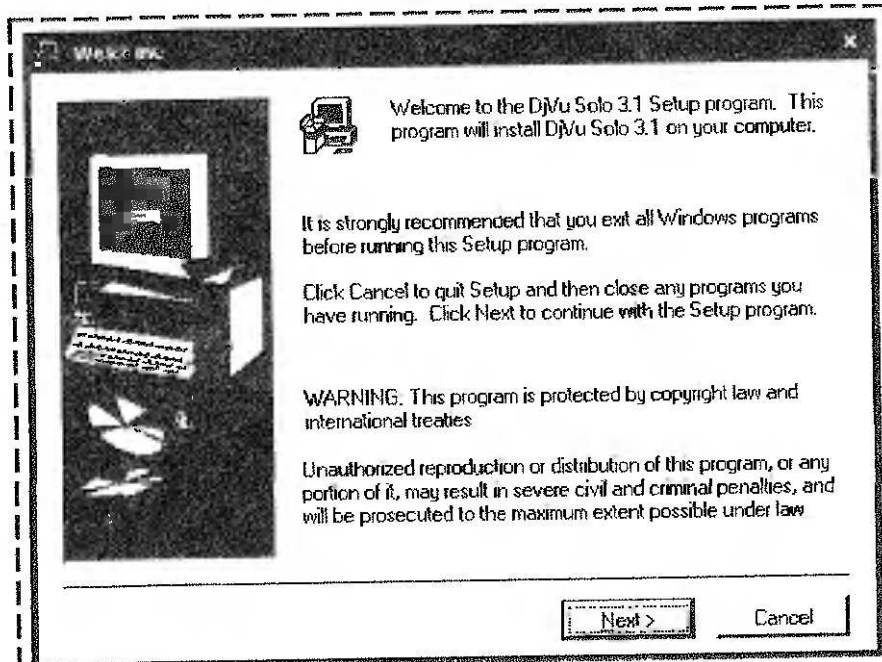 Welcome
Welcome to the DjVu Solo 3.1 Setup program. This
program will install DjVu Solo 3.1 on your computer.
It is strongly recommended that you exit all Windows programs
before running this Setup program.
Click Cancel to quit Setup and then close any programs you
have running. Click Next to continue with the Setup program.
WARNING: This program is protected by copyright law and
international treaties
Unauthorized reproduction or distribution of this program, or any
portion of it, may result in severe civil and criminal penalties, and
will be prosecuted to the maximum extent possible under law
Next >
Cancel